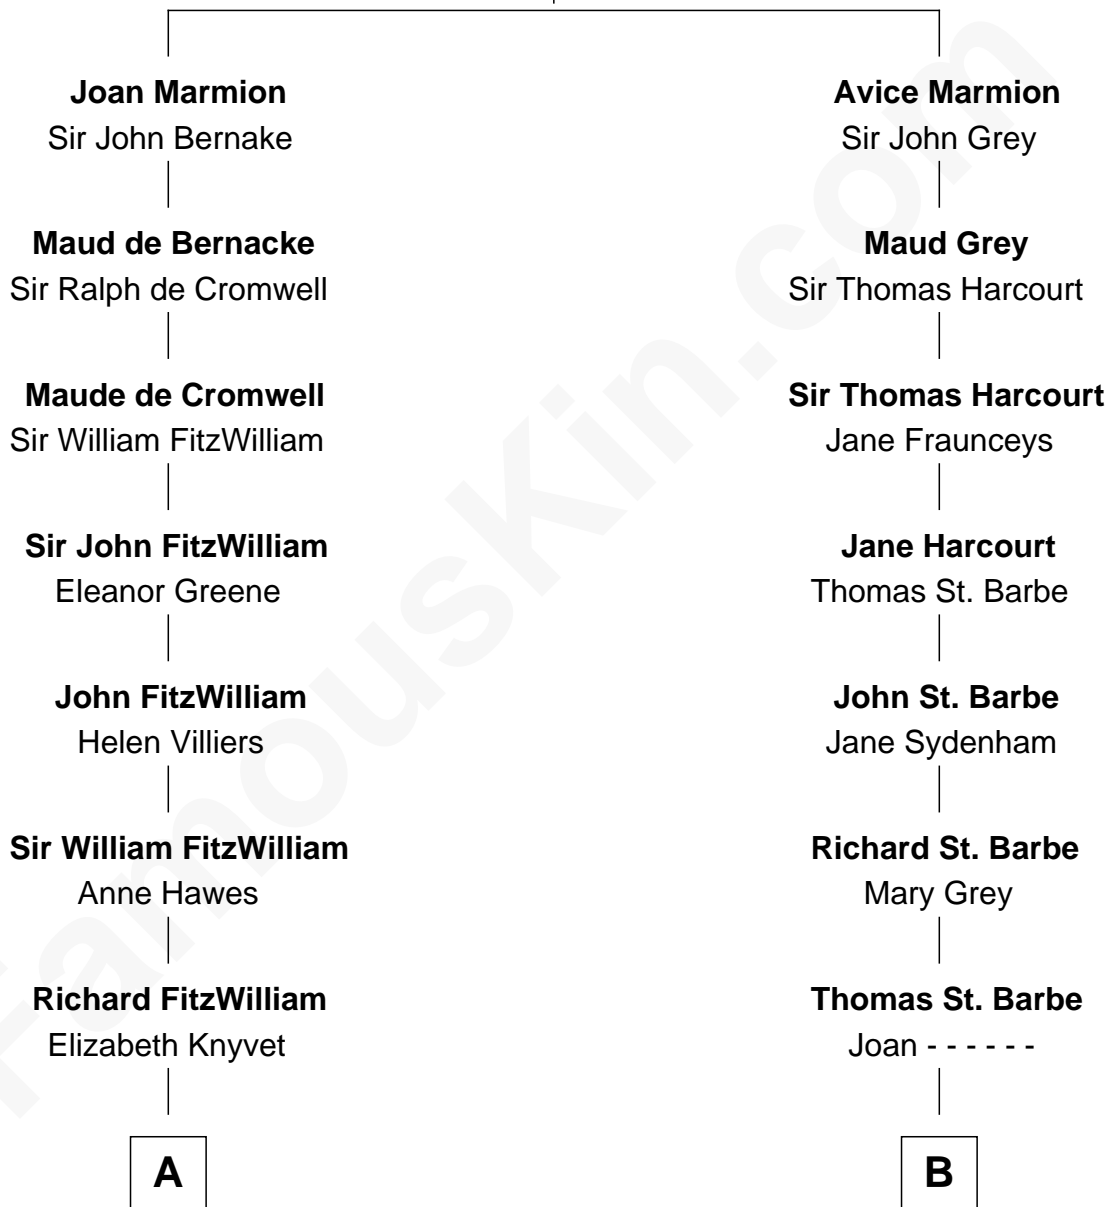 Joan Marmion
Sir John Bernake
Maud de Bernacke
Sir Ralph de Cromwell
Maude de Cromwell
Sir William FitzWilliam
Sir John FitzWilliam
Eleanor Greene
John FitzWilliam
Helen Villiers
Sir William FitzWilliam
Anne Hawes
Richard FitzWilliam
Elizabeth Knyvet
A
Avice Marmion
Sir John Grey
Maud Grey
Sir Thomas Harcourt
Sir Thomas Harcourt
Jane Fraunceys
Jane Harcourt
Thomas St. Barbe
John St. Barbe
Jane Sydenham
Richard St. Barbe
Mary Grey
Thomas St. Barbe
Joan - - - - - -
B
FamousKin.com